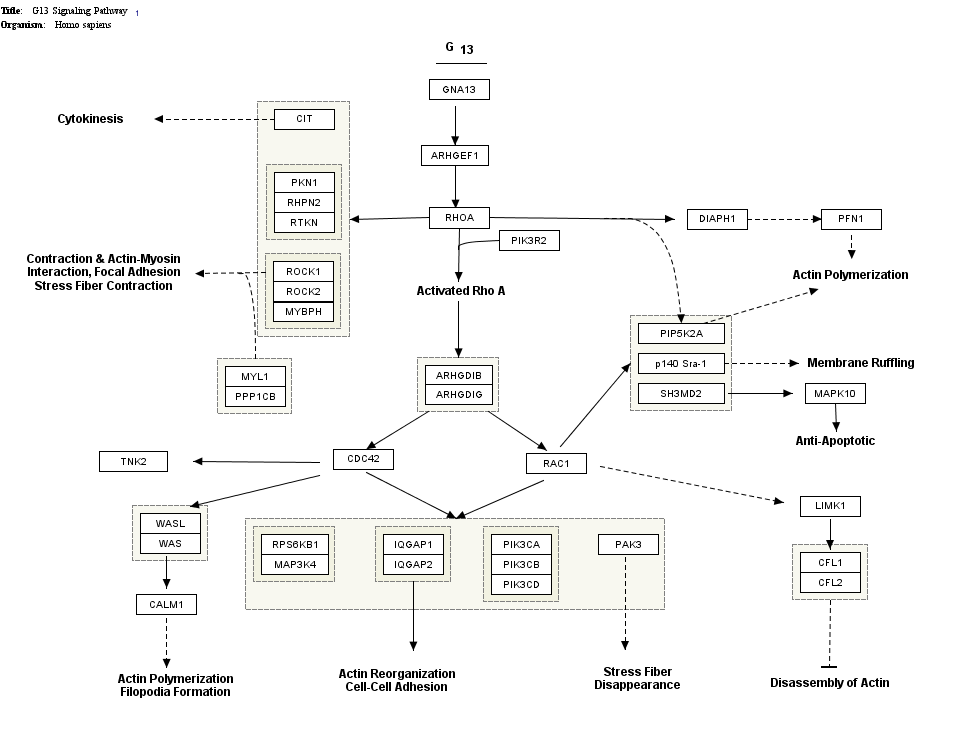 Title: G13 Signaling Pathway 1
Organism: Homo sapiens
G 13
GNA13
CIT
Cytokinesis
ARHGEF1
PKN1
RHPN2
RTKN
RHOA
DIAPH1
PFN1
PIK3R2
Contraction & Actin-Myosin
Interaction, Focal Adhesion
Stress Fiber Contraction
ROCK1
ROCK2
MYBPH
Activated Rho A
Actin Polymerization
PIP5K2A
p140 Sra-1
Membrane Ruffling
SH3MD2
MAPK10
MYL1
PPP1CB
ARHGDIB
ARHGDIG
Anti-Apoptotic
TNK2
CDC42
RAC1
LIMK1
WASL
WAS
RPS6KB1
MAP3K4
IQGAP1
IQGAP2
PIK3CA
PIK3CB
PIK3CD
PAK3
CFL1
CFL2
CALM1
Actin Polymerization
Filopodia Formation
Actin Reorganization
Cell-Cell Adhesion
Stress Fiber
Disappearance
Disassembly of Actin